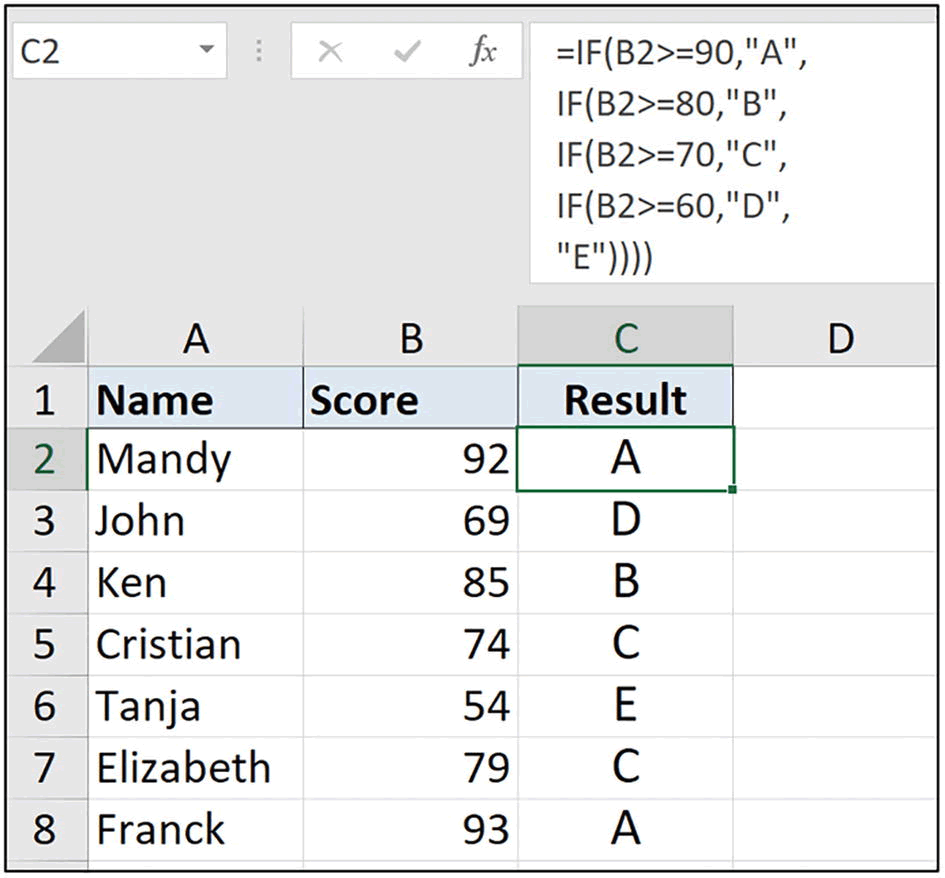 C2 fx =IF(B2>=90,"A",
IF(B2>=80,"B",
IF(B2>=70,"C",
IF(B2>=60,"D",
"E"))))
A B C D
1 Name Score Result
2 Mandy 92 A
3 John 69 D
4 Ken 85 B
5 Cristian 74 C
6 Tanja 54 E
7 Elizabeth 79 C
8 Franck 93 A